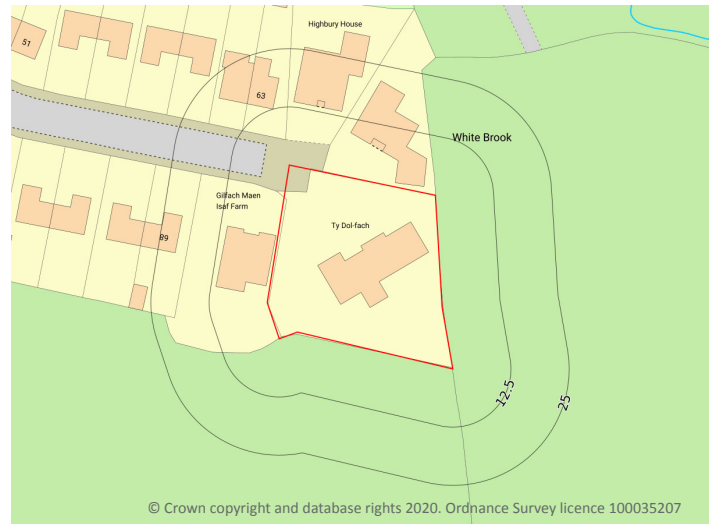 Highbury House
51
63
White Brook
Gilfach Maen
Isaf Farm
Ty Dol-fach
89
12.5
25
© Crown copyright and database rights 2020. Ordnance Survey licence 100035207